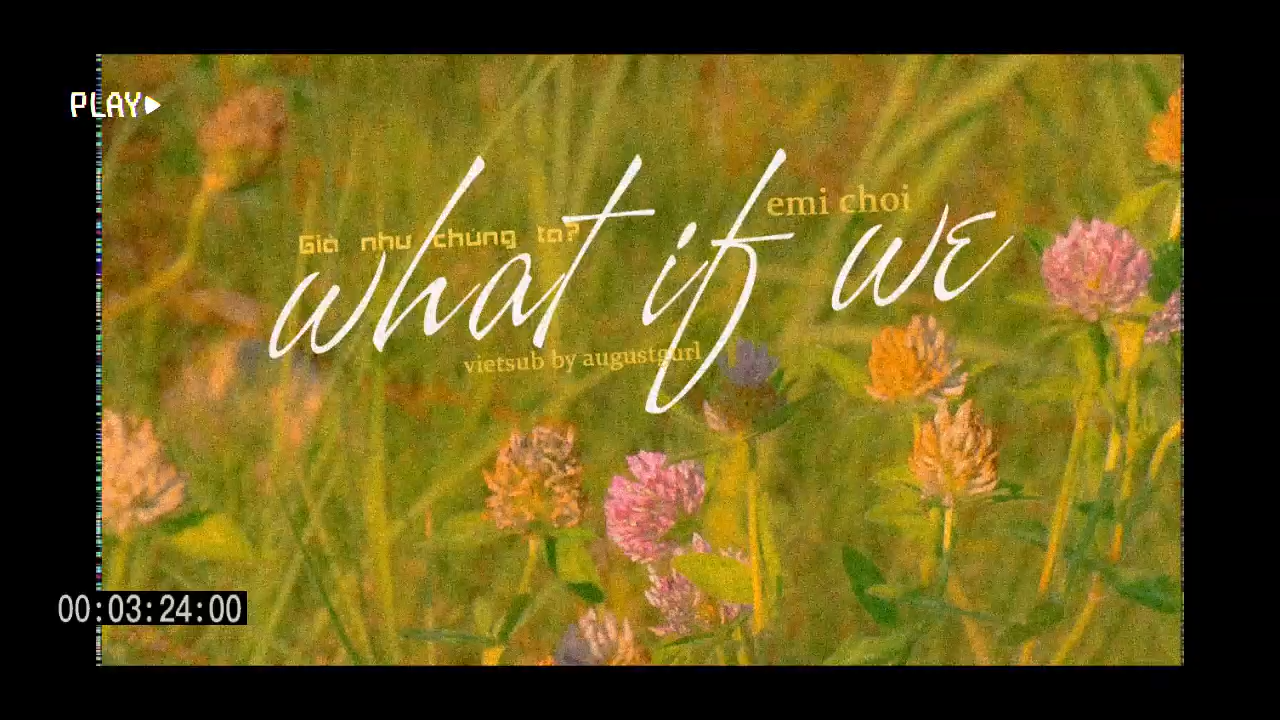 PLAY
emi choi
Giá như chúng ta?
what if we
vietsub by augustgurl
00:03:24:00